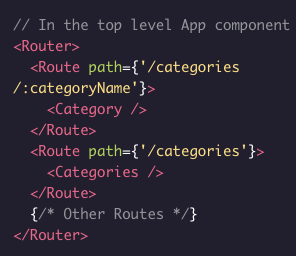 // In the top level App component
<Router>
<Route path={'/categories
/:categoryName'}>
<Category />
</Route>
<Route path={'/categories'}>
<Categories />
</Route>
{/* Other Routes */}
</Router>